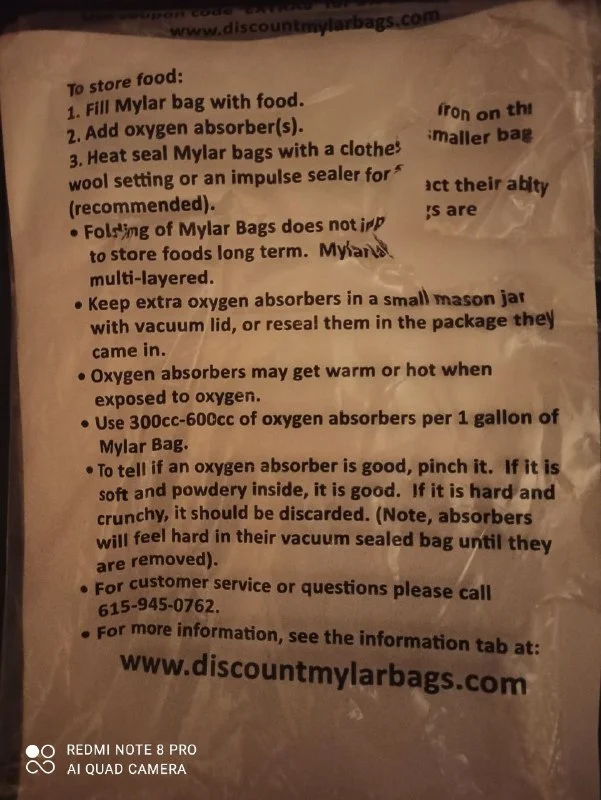 coupon code EXTRA5
www.discountmylarbags.com
To store food:
1. Fill Mylar bag with food.
2. Add oxygen absorber(s).
3. Heat seal Mylar bags with a clothes iron on the
wool setting or an impulse sealer for smaller bag
(recommended).
• Folding of Mylar Bags does not imp act their ability
to store foods long term. Mylar gs are
multi-layered.
• Keep extra oxygen absorbers in a small mason jar
with vacuum lid, or reseal them in the package they
came in.
• Oxygen absorbers may get warm or hot when
exposed to oxygen.
• Use 300cc-600cc of oxygen absorbers per 1 gallon of
Mylar Bag.
• To tell if an oxygen absorber is good, pinch it. If it is
soft and powdery inside, it is good. If it is hard and
crunchy, it should be discarded. (Note, absorbers
will feel hard in their vacuum sealed bag until they
are removed).
• For customer service or questions please call
615-945-0762.
• For more information, see the information tab at:
www.discountmylarbags.com
REDMI NOTE 8 PRO
AI QUAD CAMERA